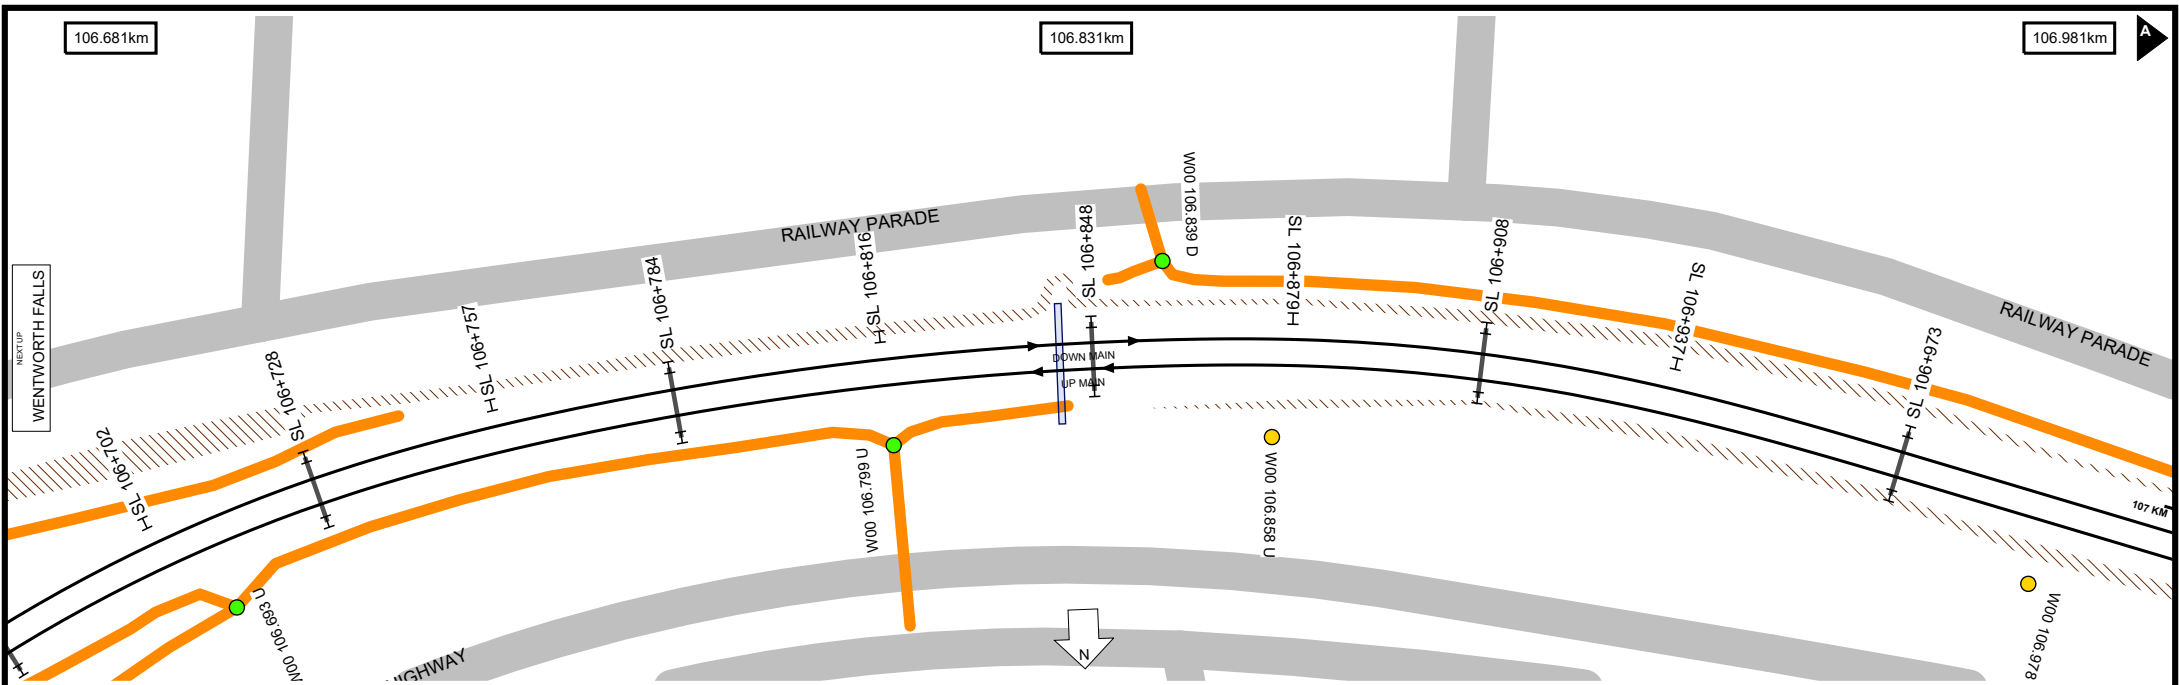 106.681km
106.831km
106.981km
A
NEXT UP
WENTWORTH FALLS
RAILWAY PARADE
RAILWAY PARADE
W00 106.839 D
SL 106+702
SL 106+728
SL 106+757
SL 106+784
SL 106+816
SL 106+848
SL 106+879
SL 106+908
SL 106+937
SL 106+973
DOWN MAIN
UP MAIN
107 KM
W00 106.693 U
W00 106.799 U
W00 106.858 U
W00 106.978
HIGHWAY
N